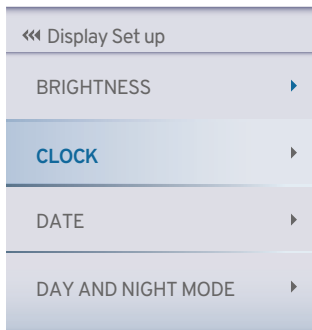 Display Set up
BRIGHTNESS
CLOCK
DATE
DAY AND NIGHT MODE